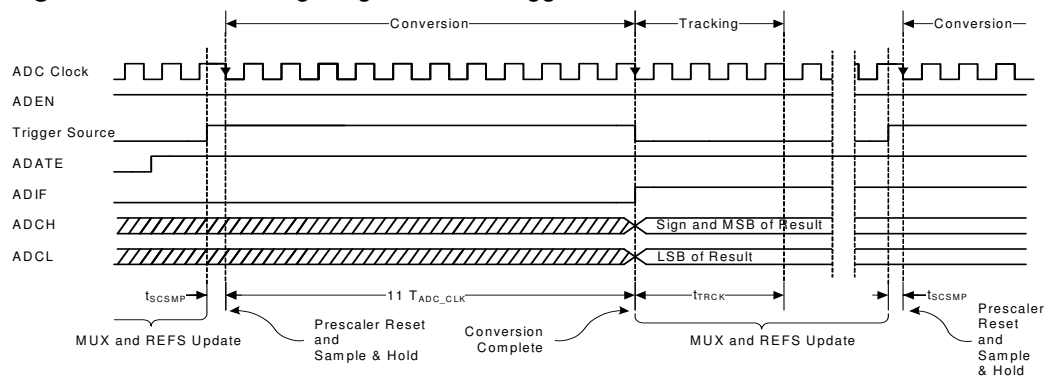 Conversion Tracking Conversion
ADC Clock
ADEN
Trigger Source
ADATE
ADIF
ADCH Sign and MSB of Result
ADCL LSB of Result
tSCSMP 11 TADC_CLK tTRCK tSCSMP
MUX and REFS Update
Prescaler Reset
and
Sample & Hold
Conversion
Complete
MUX and REFS Update
Prescaler
Reset
and
Sample
& Hold